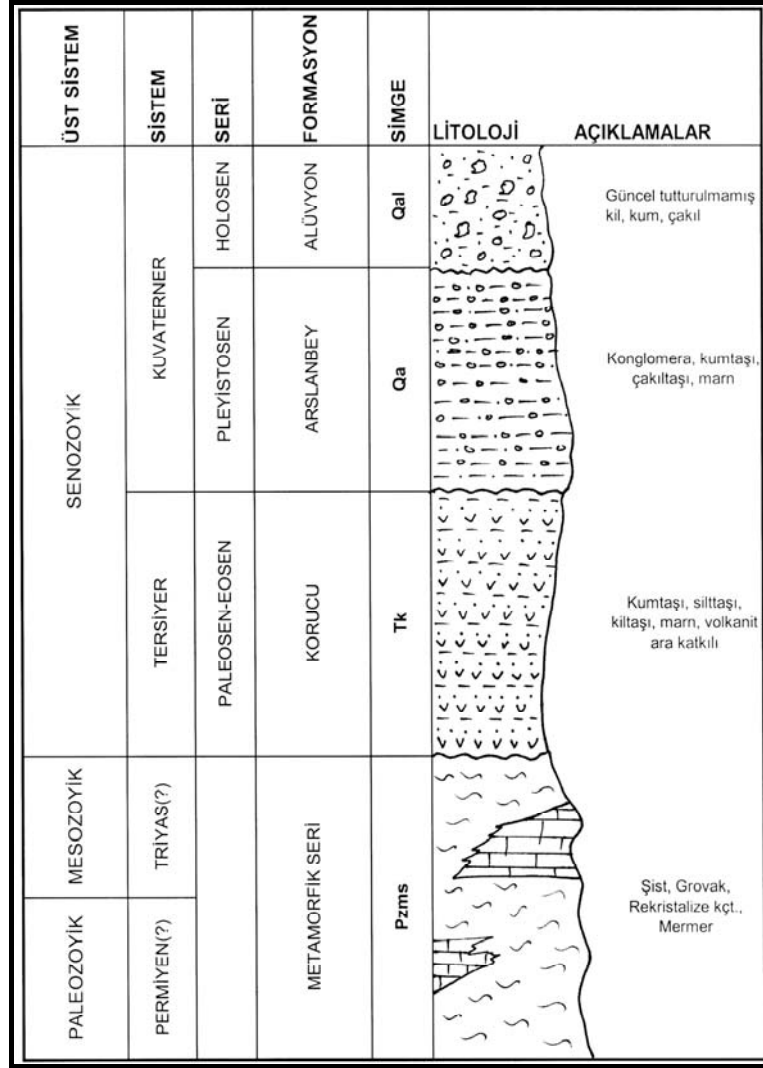 ÜST SİSTEM
SİSTEM
SERİ
FORMASYON
SİMGE
LİTOLOJİ
AÇIKLAMALAR
SENOZOYİK
KUVATERNER
HOLOSEN
ALÜVYON
Qal
Güncel tutturulmamış
kil, kum, çakıl
PLEYİSTOSEN
ARSLANBEY
Qa
Konglomera, kumtaşı,
çakıltaşı, marn
TERSİYER
PALEOSEN-EOSEN
KORUCU
Tk
Kumtaşı, silttaşı,
kiltaşı, marn, volkanit
ara katkılı
MESOZOYİK
TRİYAS(?)
METAMORFİK SERİ
Pzms
Şist, Grovak,
Rekristalize kçt.,
Mermer
PALEOZOYİK
PERMİYEN(?)